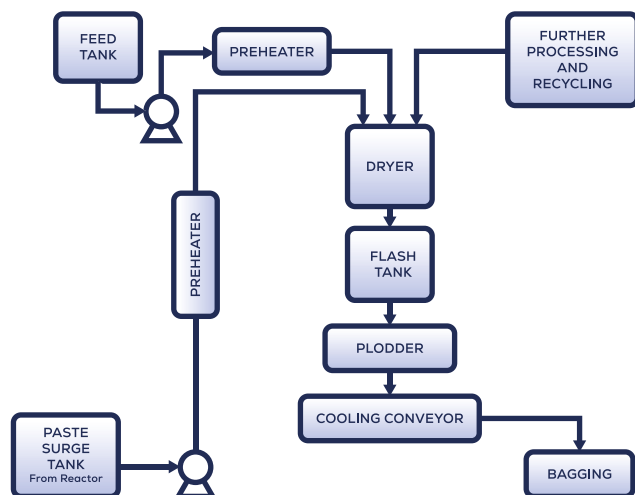 FEED
TANK
PREHEATER
FURTHER
PROCESSING
AND
RECYCLING
DRYER
PREHEATER
FLASH
TANK
PLODDER
COOLING CONVEYOR
PASTE
SURGE
TANK
From Reactor
BAGGING